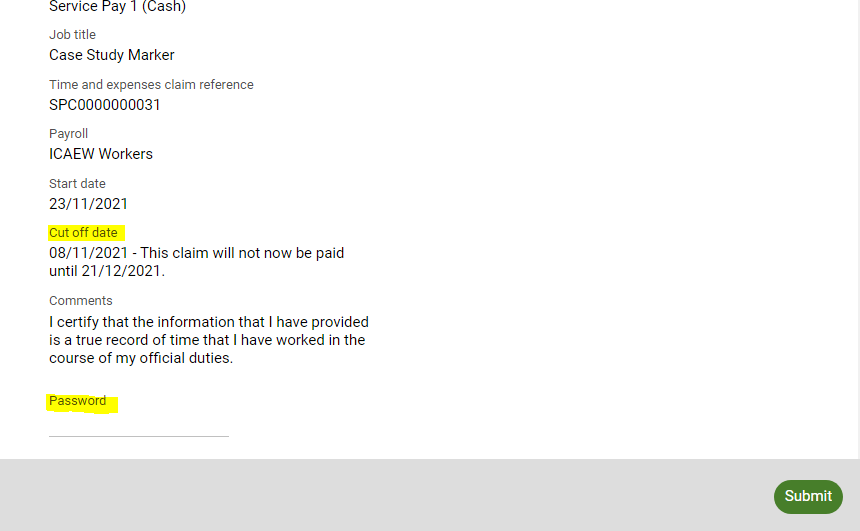 Service Pay 1 (Cash)
Job title
Case Study Marker
Time and expenses claim reference
SPC0000000031
Payroll
ICAEW Workers
Start date
23/11/2021
Cut off date
08/11/2021 - This claim will not now be paid
until 21/12/2021.
Comments
I certify that the information that I have provided
is a true record of time that I have worked in the
course of my official duties.
Password
Submit